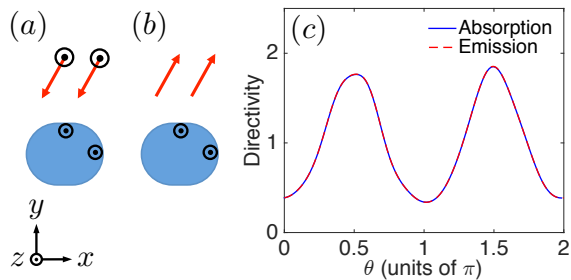 (a)
(b)
(c)
Absorption
Emission
Directivity
2
1
0
0
0.5
1
1.5
2
θ (units of π)
y
z
x